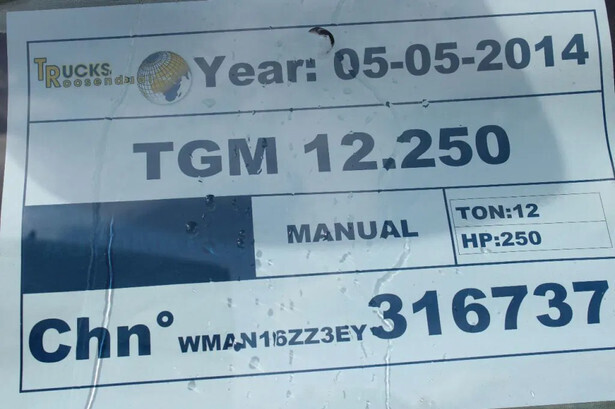 TRUCKS
Roosendaal
Year: 05-05-2014
TGM 12.250
MANUAL
TON:12
HP:250
Chn° WMAN16ZZ3EY316737